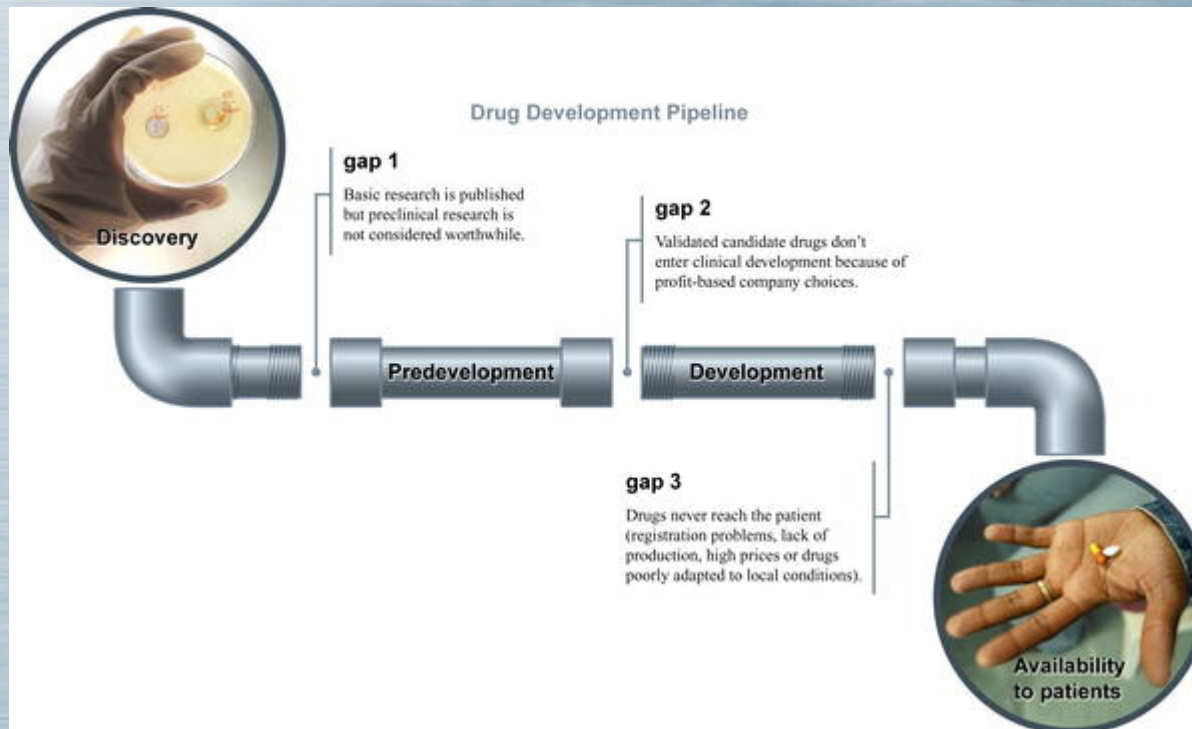 Drug Development Pipeline
Discovery
gap 1
Basic research is published
but preclinical research is
not considered worthwhile.
gap 2
Validated candidate drugs don't
enter clinical development because of
profit-based company choices.
Predevelopment
Development
gap 3
Drugs never reach the patient
(registration problems, lack of
production, high prices or drugs
poorly adapted to local conditions).
Availability
to patients